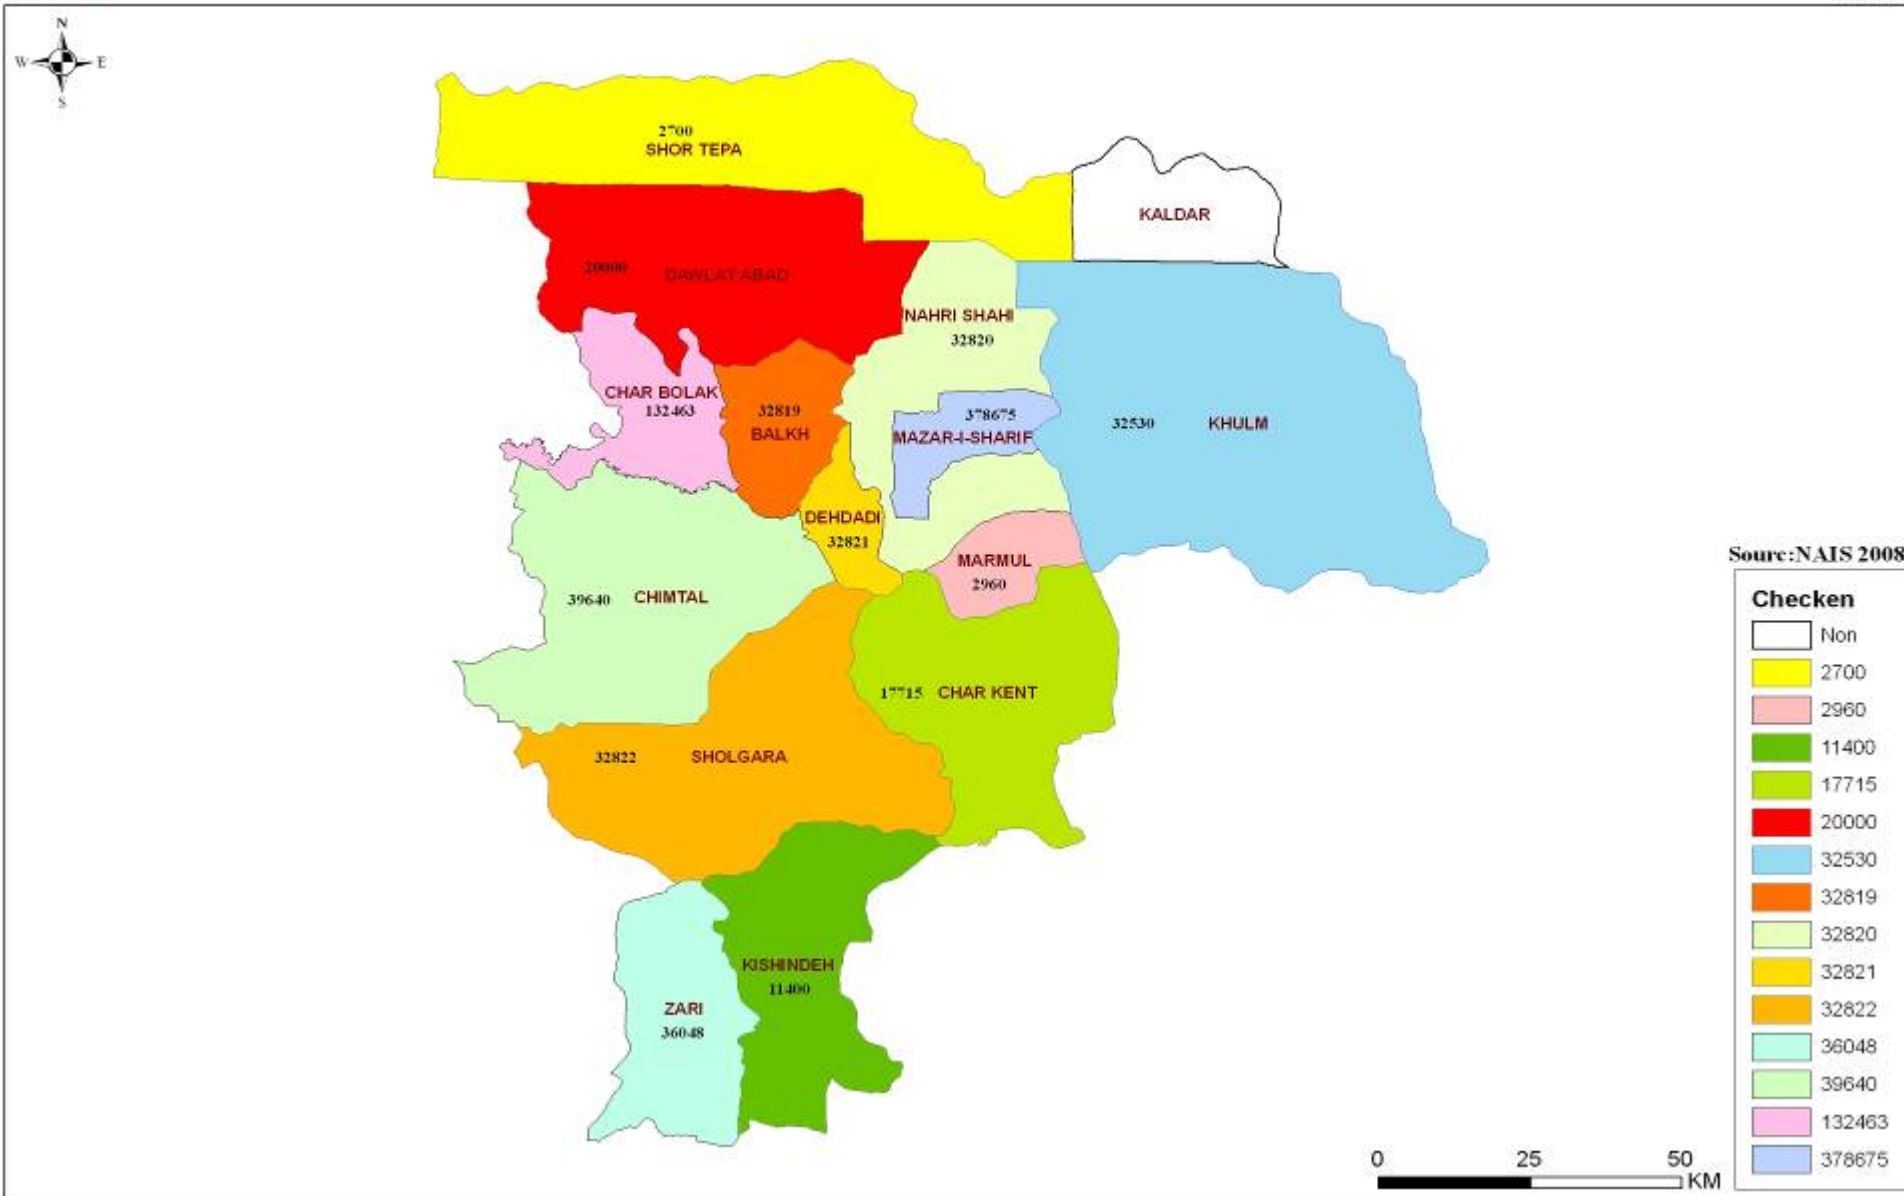 N
W E
S
2700
SHOR TEPA
KALDAR
20000 DAWLAT ABAD
NAHRI SHAHI
32820
CHAR BOLAK
132463
32819
BALKH
378675
MAZAR-I-SHARIF
32530 KHULM
DEHDADI
32821
MARMUL
2960
39640 CHIMTAL
17715 CHAR KENT
32822 SHOLGARA
KISHINDEH
11400
ZARI
36048
Sourc:NAIS 2008
Checken
Non
2700
2960
11400
17715
20000
32530
32819
32820
32821
32822
36048
39640
132463
378675
0 25 50
KM